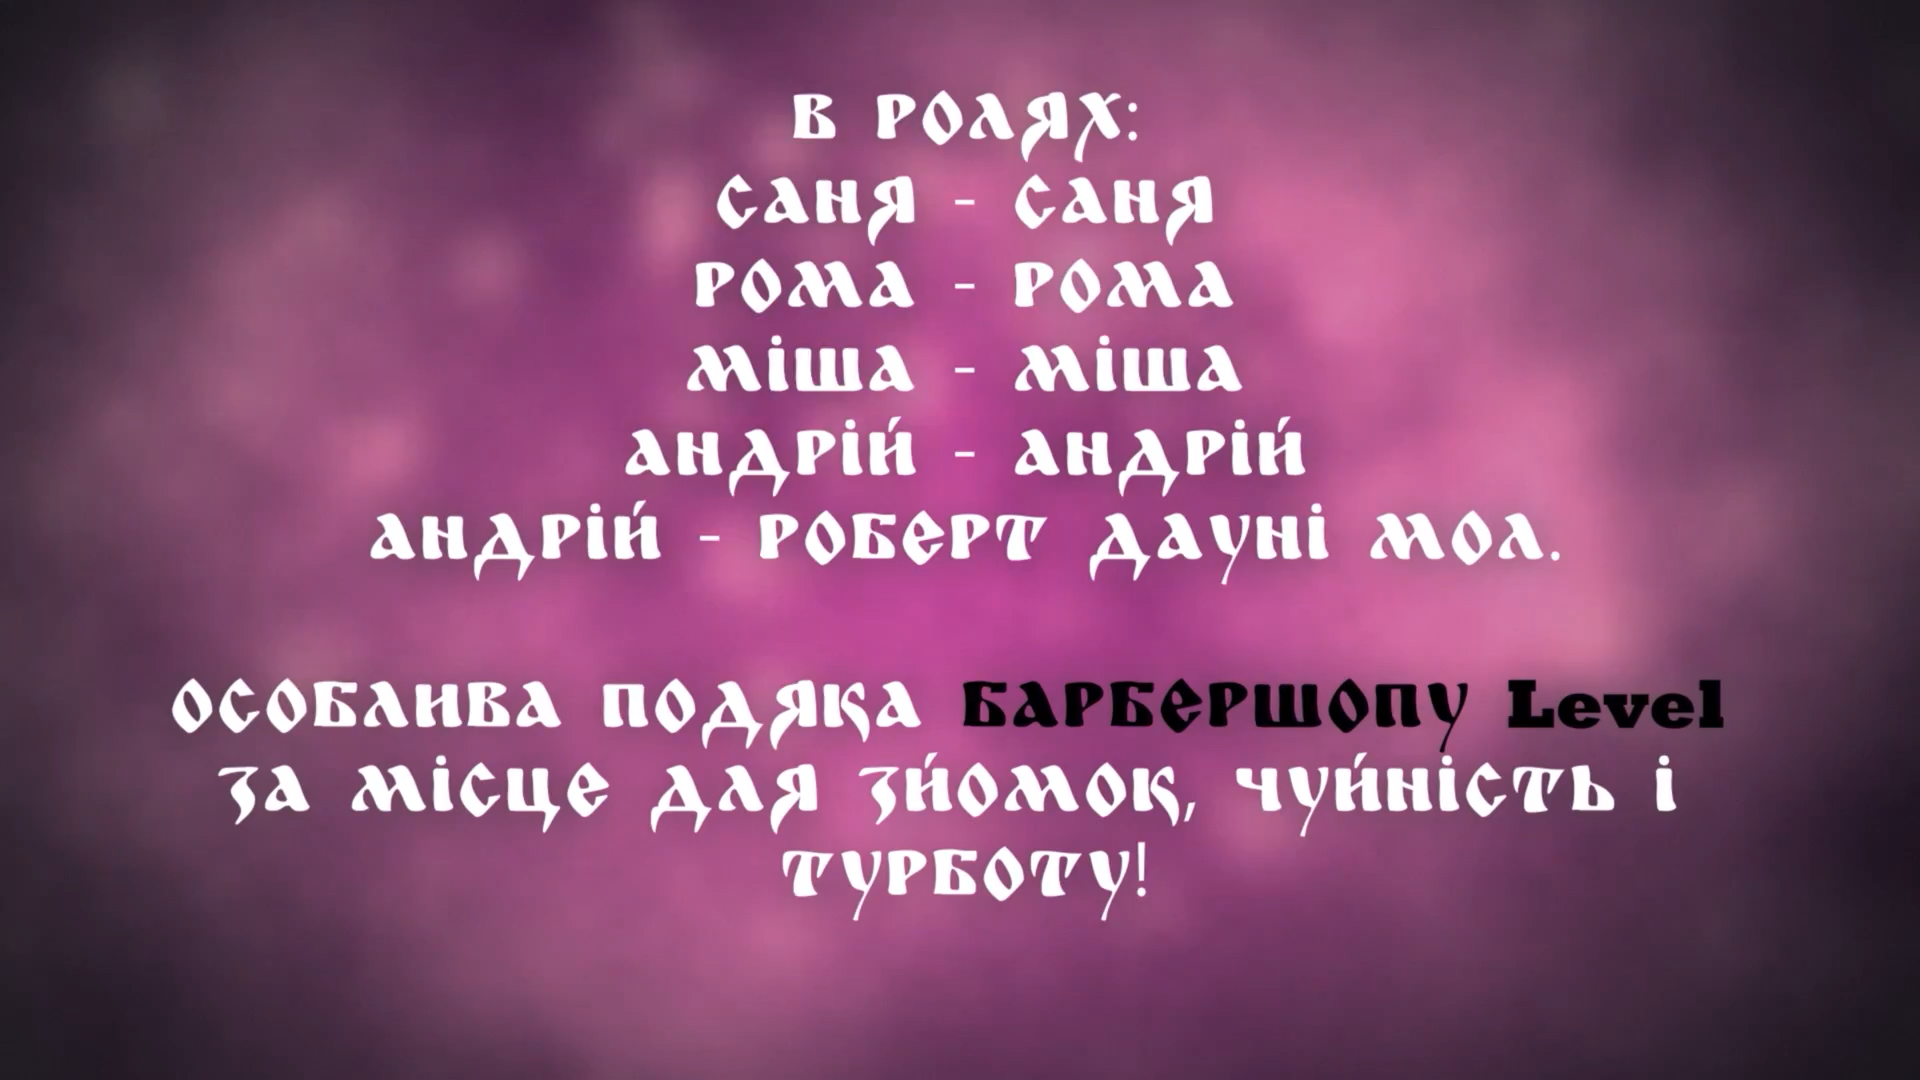 В РОЛЯХ:
САНЯ - САНЯ
РОМА - РОМА
МІША - МІША
АНДРІЙ - АНДРІЙ
АНДРІЙ - РОБЕРТ ДАУНІ МОЛ.
ОСОБЛИВА ПОДЯКА БАРБЕРШОПУ Level
ЗА МІСЦЕ ДЛЯ ЗЙОМОК, ЧУЙНІСТЬ І
ТУРБОТУ!